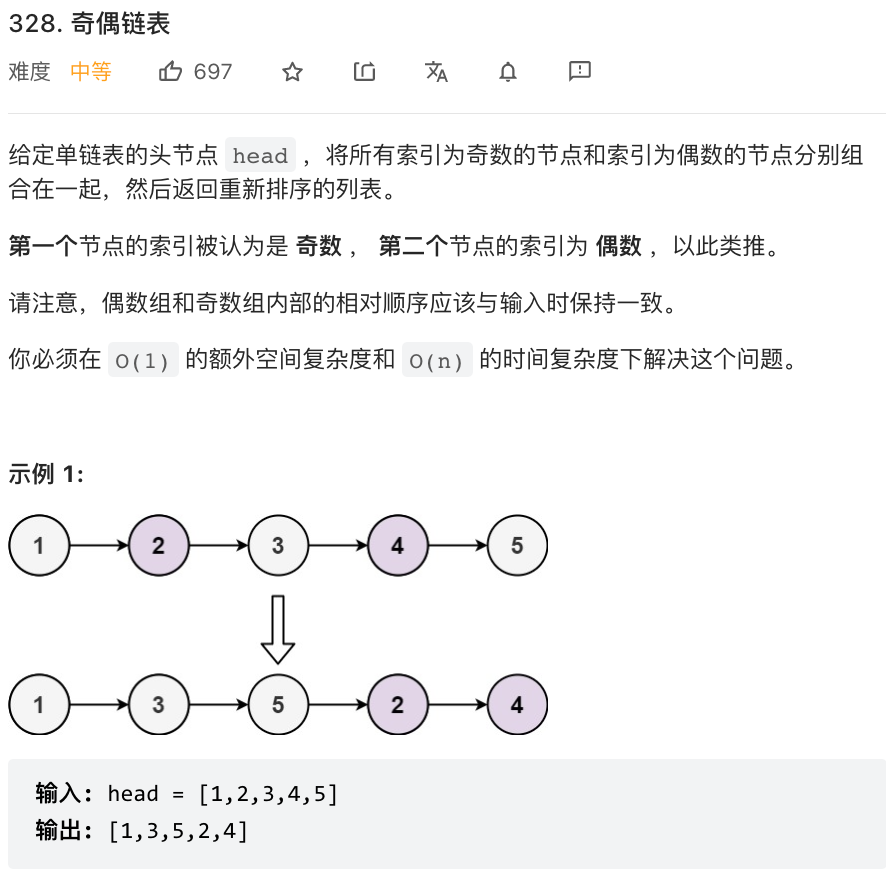 328. 奇偶链表
难度 中等 697
给定单链表的头节点 head ，将所有索引为奇数的节点和索引为偶数的节点分别组
合在一起，然后返回重新排序的列表。
第一个节点的索引被认为是 奇数 ， 第二个节点的索引为 偶数 ，以此类推。
请注意，偶数组和奇数组内部的相对顺序应该与输入时保持一致。
你必须在 O(1) 的额外空间复杂度和 O(n) 的时间复杂度下解决这个问题。
示例 1:
1 2 3 4 5
1 3 5 2 4
输入: head = [1,2,3,4,5]
输出: [1,3,5,2,4]